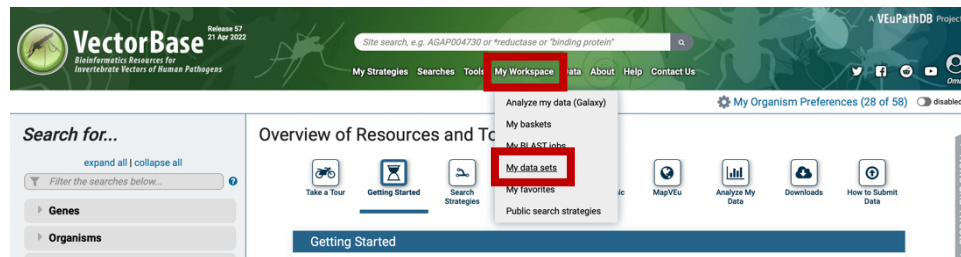 A VEuPathDB Project
VectorBase
Release 57
21 Apr 2022
Bioinformatics Resources for
Invertebrate Vectors of Human Pathogens
Site search, e.g. AGAP004730 or *reductase or "binding protein"
My Strategies Searches Tools My Workspace Data About Help Contact Us
My Organism Preferences (28 of 58) disabled
Analyze my data (Galaxy)
My baskets
My BLAST jobs
My data sets
My favorites
Public search strategies
Search for...
expand all | collapse all
Filter the searches below...
Genes
Organisms
Overview of Resources and
Take a Tour
Getting Started
Search
Strategies
MapVEu
Analyze My
Data
Downloads
How to Submit
Data
Getting Started